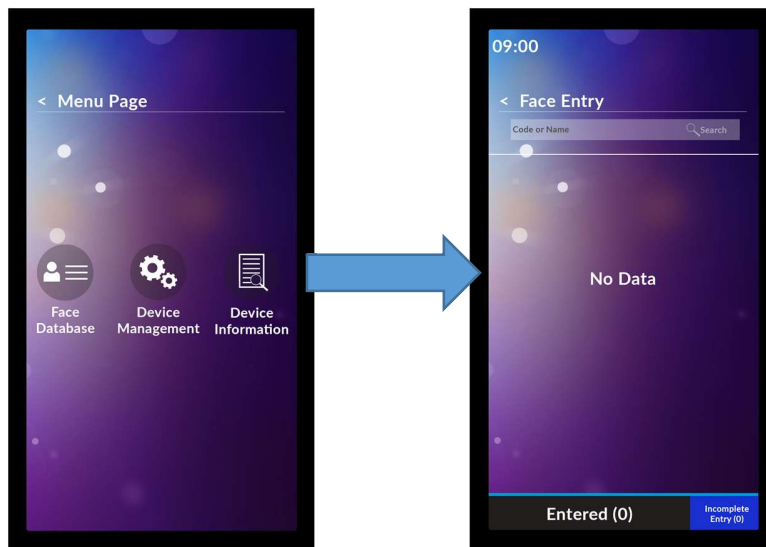 < Menu Page
Face
Database
Device
Management
Device
Information
09:00
< Face Entry
Code or Name
Search
No Data
Entered (0)
Incomplete
Entry (0)